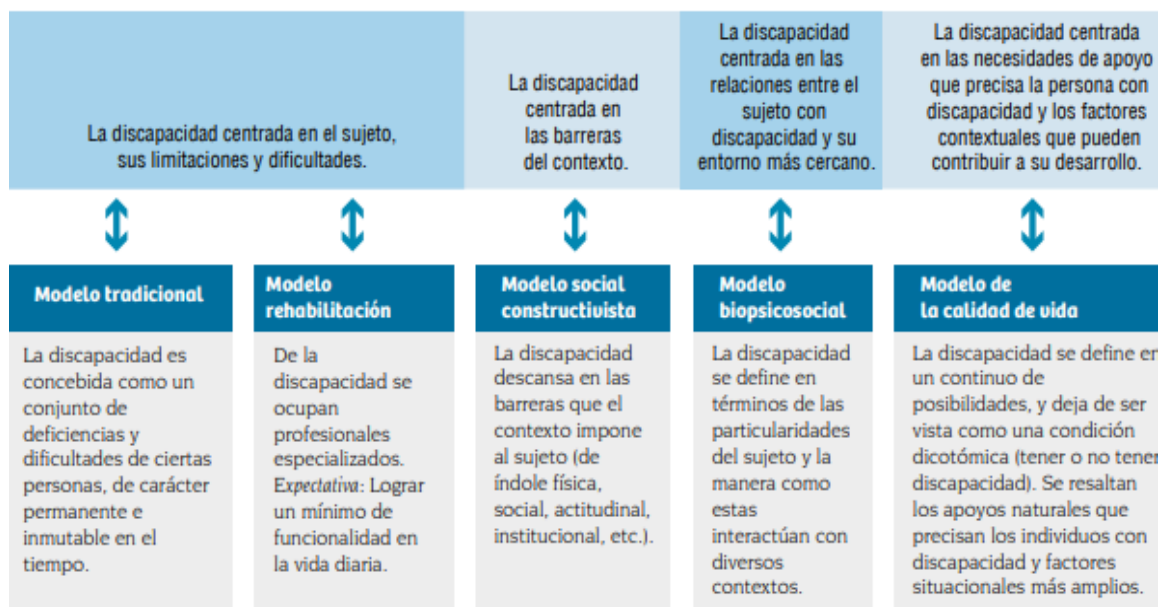 La discapacidad centrada en el sujeto,
sus limitaciones y dificultades.
La discapacidad
centrada en
las barreras
del contexto.
La discapacidad
centrada en las
relaciones entre el
sujeto con
discapacidad y su
entorno más cercano.
La discapacidad centrada
en las necesidades de apoyo
que precisa la persona con
discapacidad y los factores
contextuales que pueden
contribuir a su desarrollo.
Modelo tradicional
La discapacidad es
concebida como un
conjunto de
deficiencias y
dificultades de ciertas
personas, de carácter
permanente e
inmutable en el
tiempo.
Modelo
rehabilitación
De la
discapacidad se
ocupan
profesionales
especializados.
Expectativa: Lograr
un mínimo de
funcionalidad en
la vida diaria.
Modelo social
constructivista
La discapacidad
descansa en las
barreras que el
contexto impone
al sujeto (de
índole física,
social, actitudinal,
institucional, etc.).
Modelo
biopsicosocial
La discapacidad
se define en
términos de las
particularidades
del sujeto y la
manera como
estas
interactúan con
diversos
contextos.
Modelo de
la calidad de vida
La discapacidad se define en
un continuo de
posibilidades, y deja de ser
vista como una condición
dicotómica (tener o no tener
discapacidad). Se resaltan
los apoyos naturales que
precisan los individuos con
discapacidad y factores
situacionales más amplios.